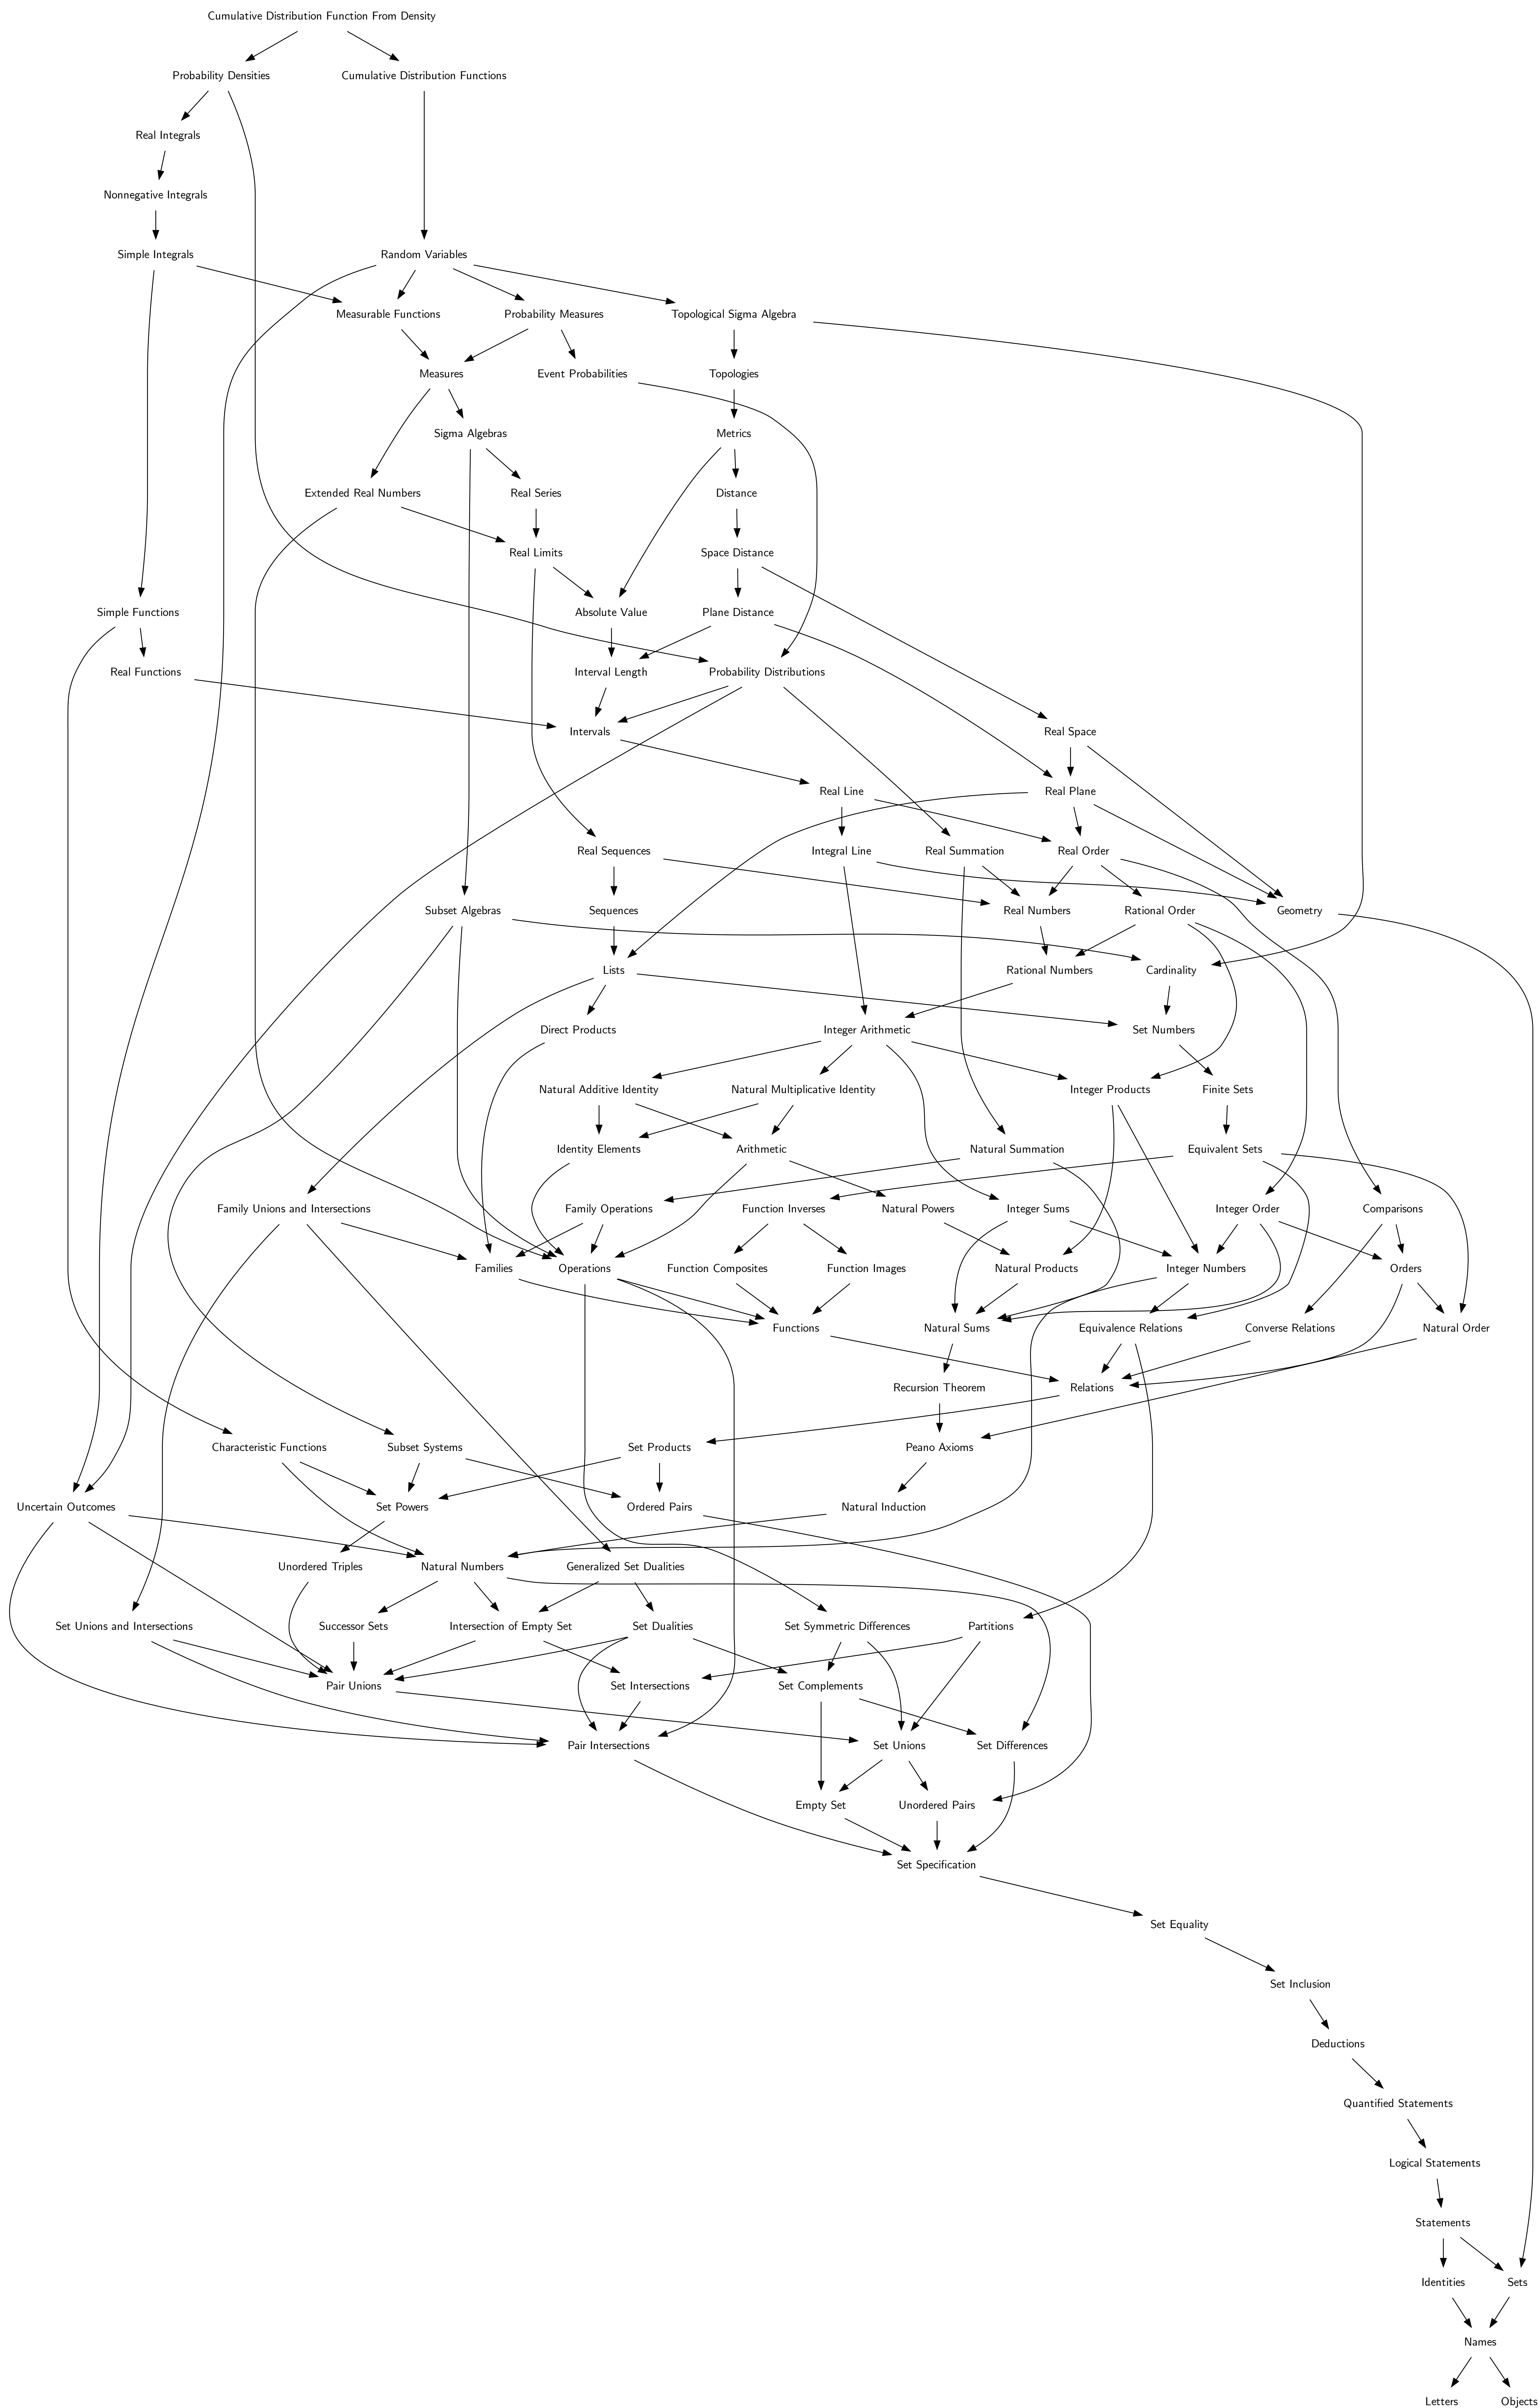 Cumulative Distribution Function From Density
Probability Densities
Cumulative Distribution Functions
Real Integrals
Nonnegative Integrals
Simple Integrals
Random Variables
Measurable Functions
Probability Measures
Topological Sigma Algebra
Measures
Event Probabilities
Topologies
Sigma Algebras
Metrics
Extended Real Numbers
Real Series
Distance
Real Limits
Space Distance
Simple Functions
Absolute Value
Plane Distance
Real Functions
Interval Length
Probability Distributions
Intervals
Real Space
Real Line
Real Plane
Real Sequences
Integral Line
Real Summation
Real Order
Subset Algebras
Sequences
Real Numbers
Rational Order
Geometry
Lists
Rational Numbers
Cardinality
Direct Products
Integer Arithmetic
Set Numbers
Natural Additive Identity
Natural Multiplicative Identity
Integer Products
Finite Sets
Identity Elements
Arithmetic
Natural Summation
Equivalent Sets
Family Unions and Intersections
Family Operations
Function Inverses
Natural Powers
Integer Sums
Integer Order
Comparisons
Families
Operations
Function Composites
Function Images
Natural Products
Integer Numbers
Orders
Functions
Natural Sums
Equivalence Relations
Converse Relations
Natural Order
Recursion Theorem
Relations
Characteristic Functions
Subset Systems
Set Products
Peano Axioms
Uncertain Outcomes
Set Powers
Ordered Pairs
Natural Induction
Unordered Triples
Natural Numbers
Generalized Set Dualities
Set Unions and Intersections
Successor Sets
Intersection of Empty Set
Set Dualities
Set Symmetric Differences
Partitions
Pair Unions
Set Intersections
Set Complements
Pair Intersections
Set Unions
Set Differences
Empty Set
Unordered Pairs
Set Specification
Set Equality
Set Inclusion
Deductions
Quantified Statements
Logical Statements
Statements
Identities
Sets
Names
Letters
Objects